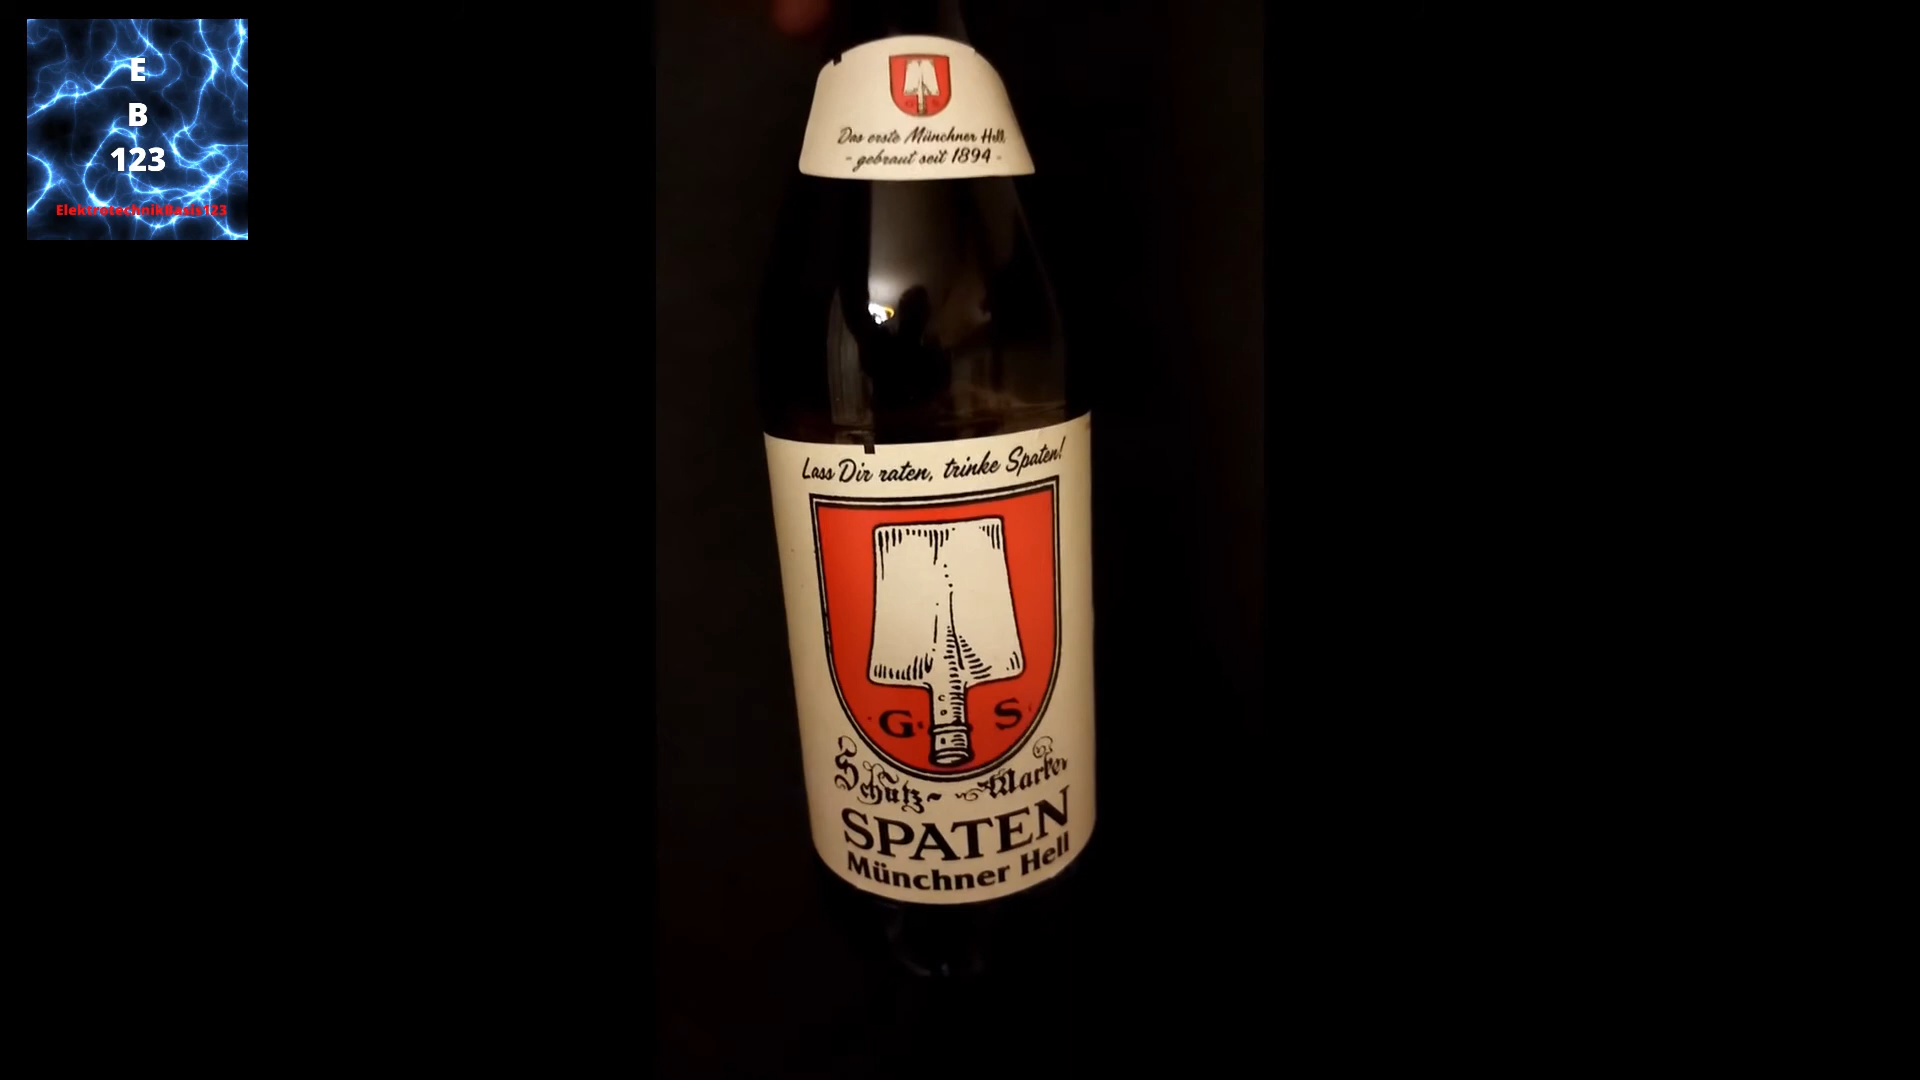 E
B
123
ElektrotechnikBasis123
G S
Das erste Münchner Hell
- gebraut seit 1894 -
Lass Dir raten, trinke Spaten!
G S
Schutz- Marke
SPATEN
Münchner Hell